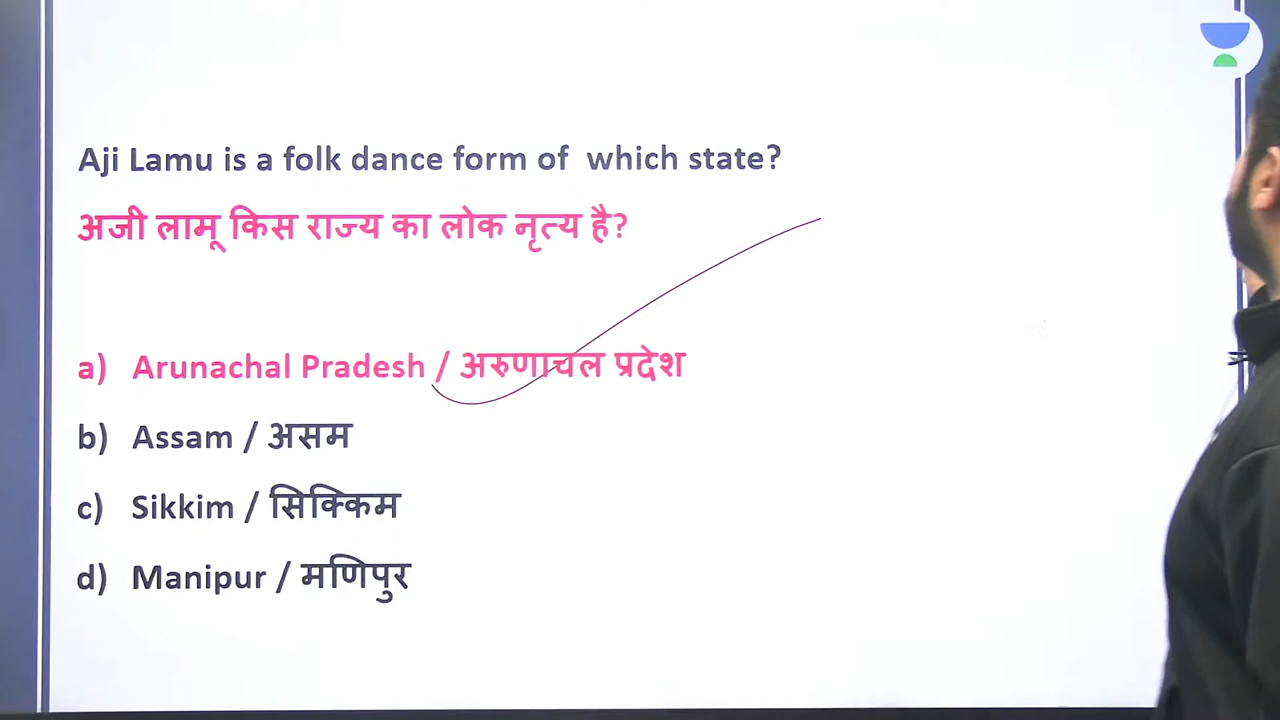 Aji Lamu is a folk dance form of which state?
अजी लामू किस राज्य का लोक नृत्य है?
a) Arunachal Pradesh / अरुणाचल प्रदेश
b) Assam / असम
c) Sikkim / सिक्किम
d) Manipur / मणिपुर